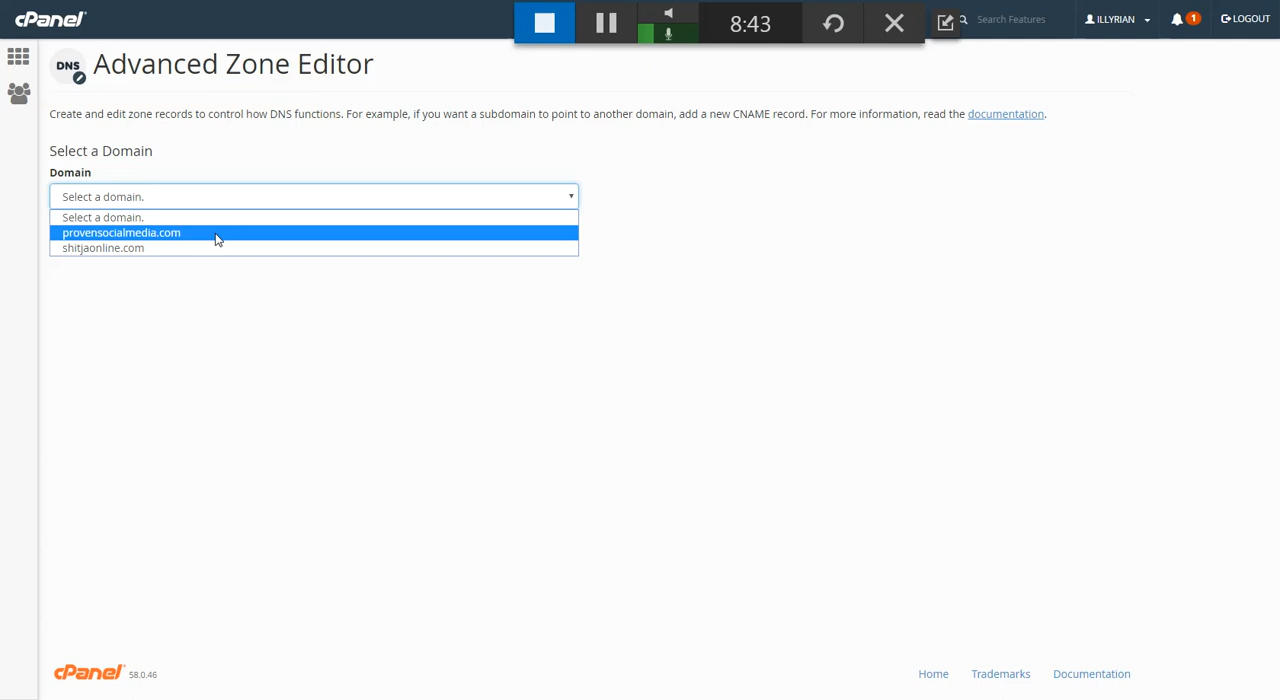 cPanel
8:43
Search Features
ILLYRIAN
1
LOGOUT
DNS
Advanced Zone Editor
Create and edit zone records to control how DNS functions. For example, if you want a subdomain to point to another domain, add a new CNAME record. For more information, read the documentation.
Select a Domain
Domain
Select a domain.
Select a domain.
provensocialmedia.com
shitjaonline.com
cPanel 58.0.46
Home Trademarks Documentation